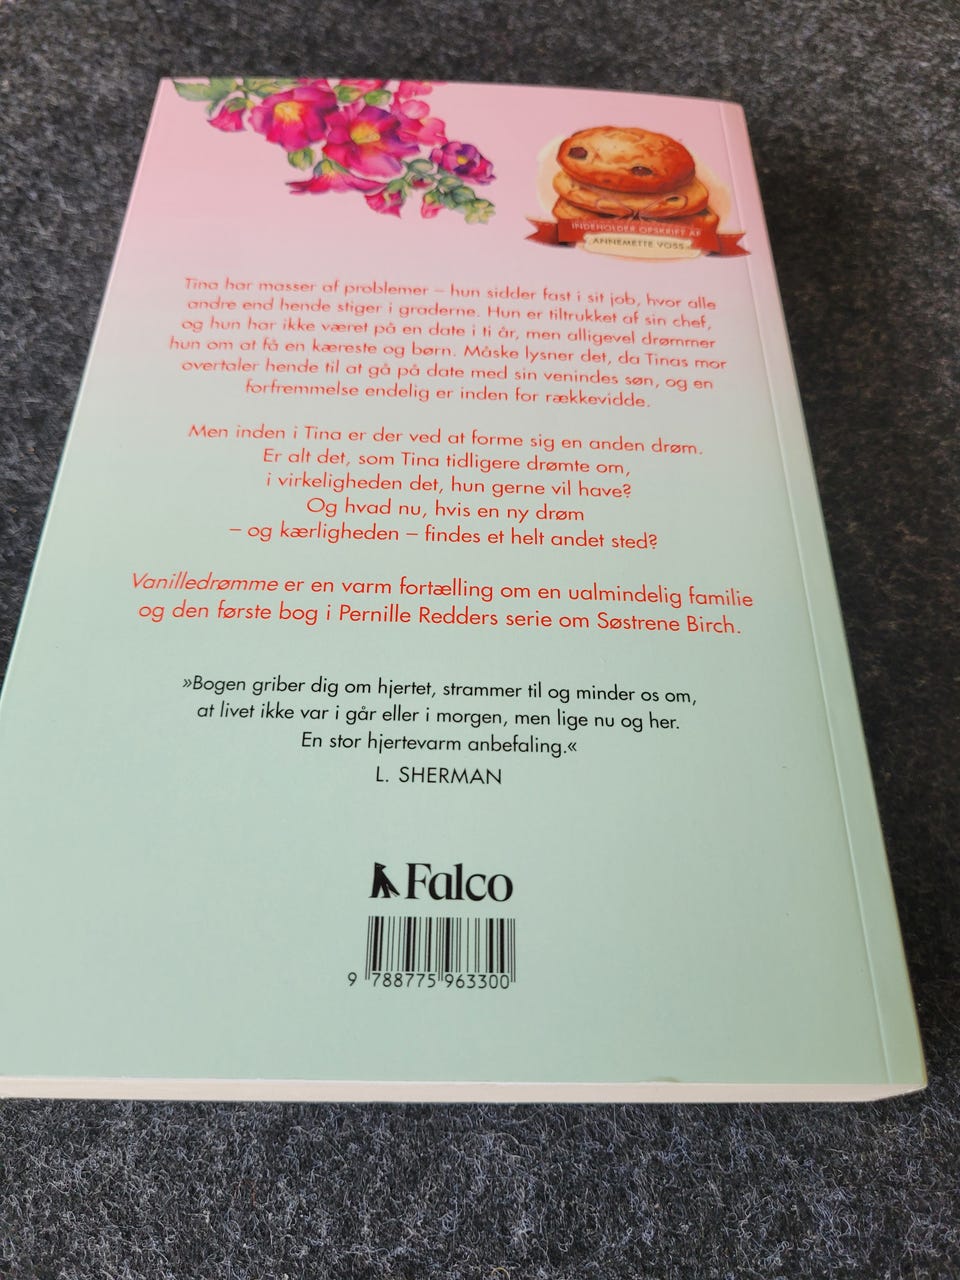 INDEHOLDER OPSKRIFT AF
ANNEMETTE VOSS
Tina har masser af problemer – hun sidder fast i sit job, hvor alle
andre end hende stiger i graderne. Hun er tiltrukket af sin chef,
og hun har ikke været på en date i ti år, men alligevel drømmer
hun om at få en kæreste og børn. Måske lysner det, da Tinas mor
overtaler hende til at gå på date med sin venindes søn, og en
forfremmelse endelig er inden for rækkevidde.
Men inden i Tina er der ved at forme sig en anden drøm.
Er alt det, som Tina tidligere drømte om,
i virkeligheden det, hun gerne vil have?
Og hvad nu, hvis en ny drøm
– og kærligheden – findes et helt andet sted?
Vanilledrømme er en varm fortælling om en ualmindelig familie
og den første bog i Pernille Redders serie om Søstrene Birch.
»Bogen griber dig om hjertet, strammer til og minder os om,
at livet ikke var i går eller i morgen, men lige nu og her.
En stor hjertevarm anbefaling.«
L. SHERMAN
Falco
9 788775 963300